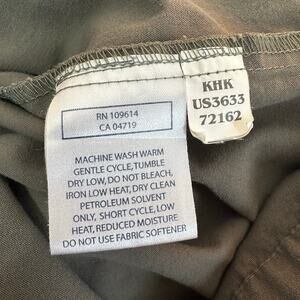 RN 109614
CA 04719
MACHINE WASH WARM
GENTLE CYCLE,TUMBLE
DRY LOW, DO NOT BLEACH,
IRON LOW HEAT, DRY CLEAN
PETROLEUM SOLVENT
ONLY, SHORT CYCLE, LOW
HEAT, REDUCED MOISTURE
DO NOT USE FABRIC SOFTENER
KHK
US3633
72162